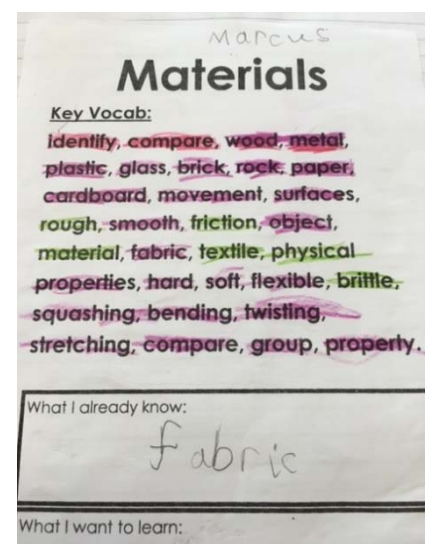 Marcus
Materials
Key Vocab:
identify, compare, wood, metal,
plastic, glass, brick, rock, paper,
cardboard, movement, surfaces,
rough, smooth, friction, object,
material, fabric, textile, physical
properties, hard, soft, flexible, brittle,
squashing, bending, twisting,
stretching, compare, group, property.
What I already know:
fabric
What I want to learn: